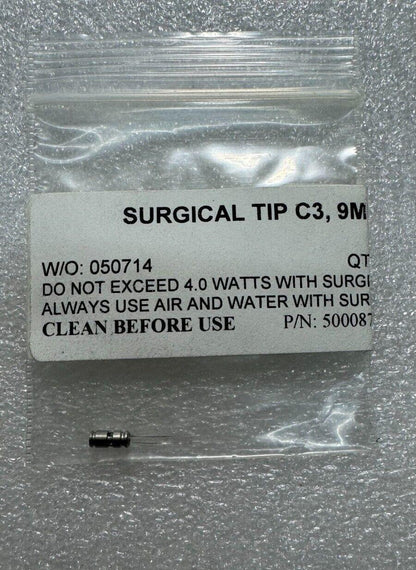 SURGICAL TIP C3, 9M
W/O: 050714 QT
DO NOT EXCEED 4.0 WATTS WITH SURGI
ALWAYS USE AIR AND WATER WITH SUR
CLEAN BEFORE USE P/N: 500087